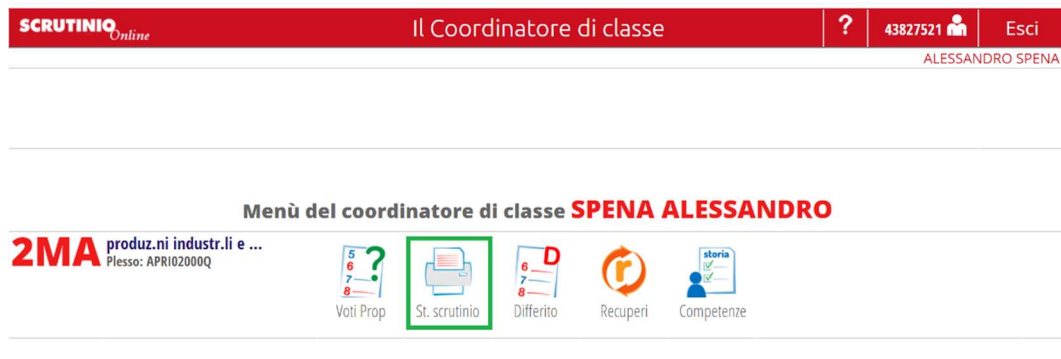 SCRUTINIO Online Il Coordinatore di classe ? 43827521 Esci
ALESSANDRO SPENA
Menù del coordinatore di classe SPENA ALESSANDRO
2MA produz.ni industr.li e ...
Plesso: APRI02000Q
5 6 7 8 ? 6 7 8 D r storia
Voti Prop St. scrutinio Differito Recuperi Competenze